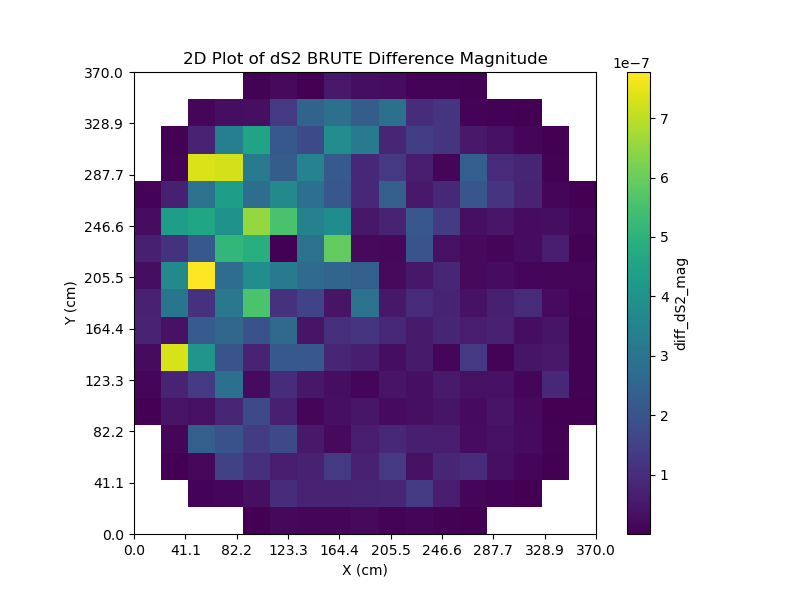 2D Plot of dS2 BRUTE Difference Magnitude
1e−7
370.0
328.9
287.7
246.6
205.5
164.4
123.3
82.2
41.1
0.0
Y (cm)
0.0 41.1 82.2 123.3 164.4 205.5 246.6 287.7 328.9 370.0
X (cm)
7
6
5
4
3
2
1
diff_dS2_mag